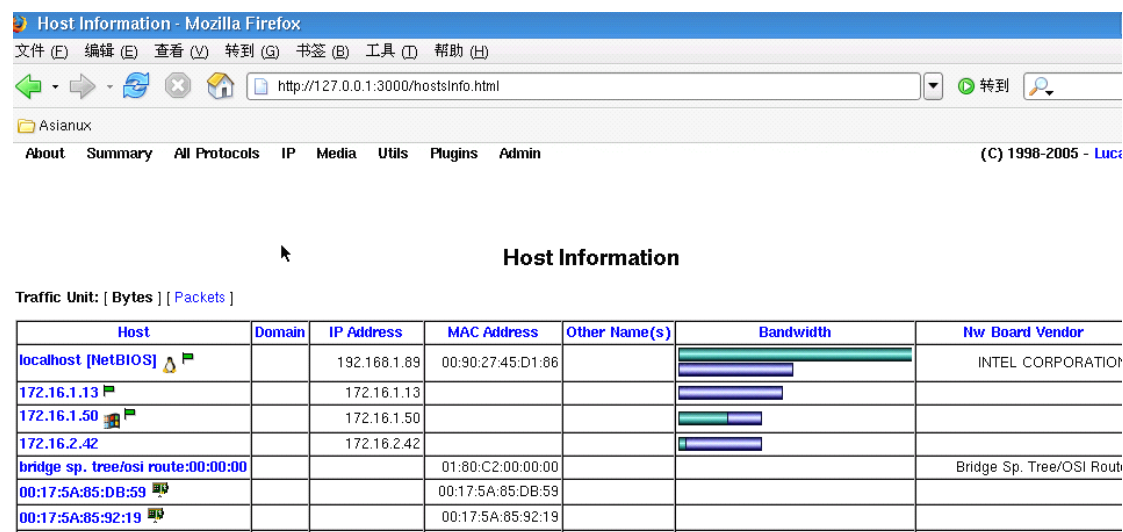 Host Information - Mozilla Firefox
文件 (F) 编辑 (E) 查看 (V) 转到 (G) 书签 (B) 工具 (T) 帮助 (H)
http://127.0.0.1:3000/hostsInfo.html 转到
Asianux
About Summary All Protocols IP Media Utils Plugins Admin (C) 1998-2005 - Luca
Host Information
Traffic Unit: [ Bytes ] [ Packets ]
Host Domain IP Address MAC Address Other Name(s) Bandwidth Nw Board Vendor
localhost [NetBIOS] 192.168.1.89 00:90:27:45:D1:86 INTEL CORPORATION
172.16.1.13 172.16.1.13
172.16.1.50 172.16.1.50
172.16.2.42 172.16.2.42
bridge sp. tree/osi route:00:00:00 01:80:C2:00:00:00 Bridge Sp. Tree/OSI Route
00:17:5A:85:DB:59 00:17:5A:85:DB:59
00:17:5A:85:92:19 00:17:5A:85:92:19